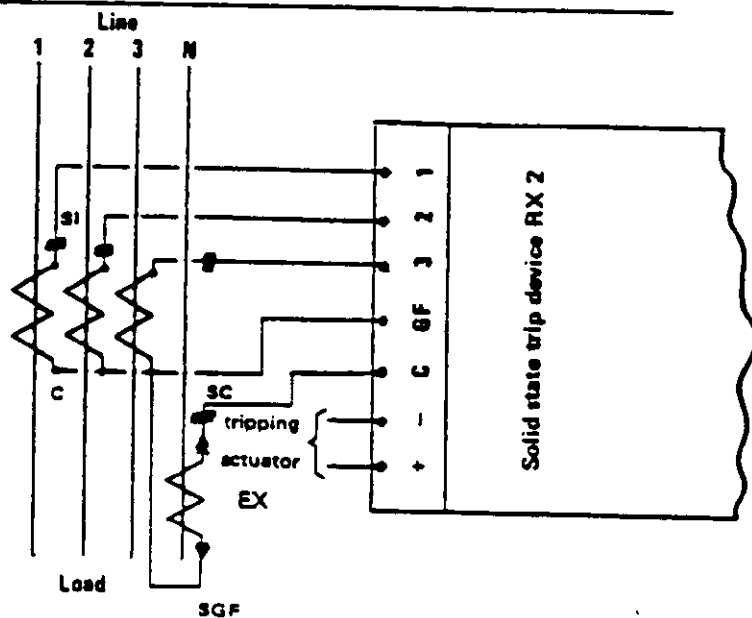 Line
1 2 3 N
SI
C
SC
tripping
actuator
EX
Load
SGF
1
2
3
GF
C
–
+
Solid state trip device RX 2